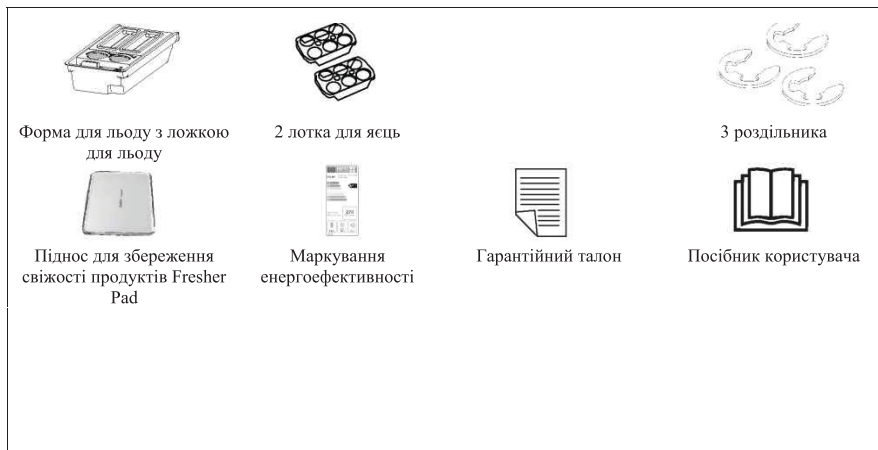 Форма для льоду з ложкою
для льоду
2 лотка для яєць
3 роздільника
Піднос для збереження
свіжості продуктів Fresher
Pad
Маркування
енергоефективності
Гарантійний талон
Посібник користувача